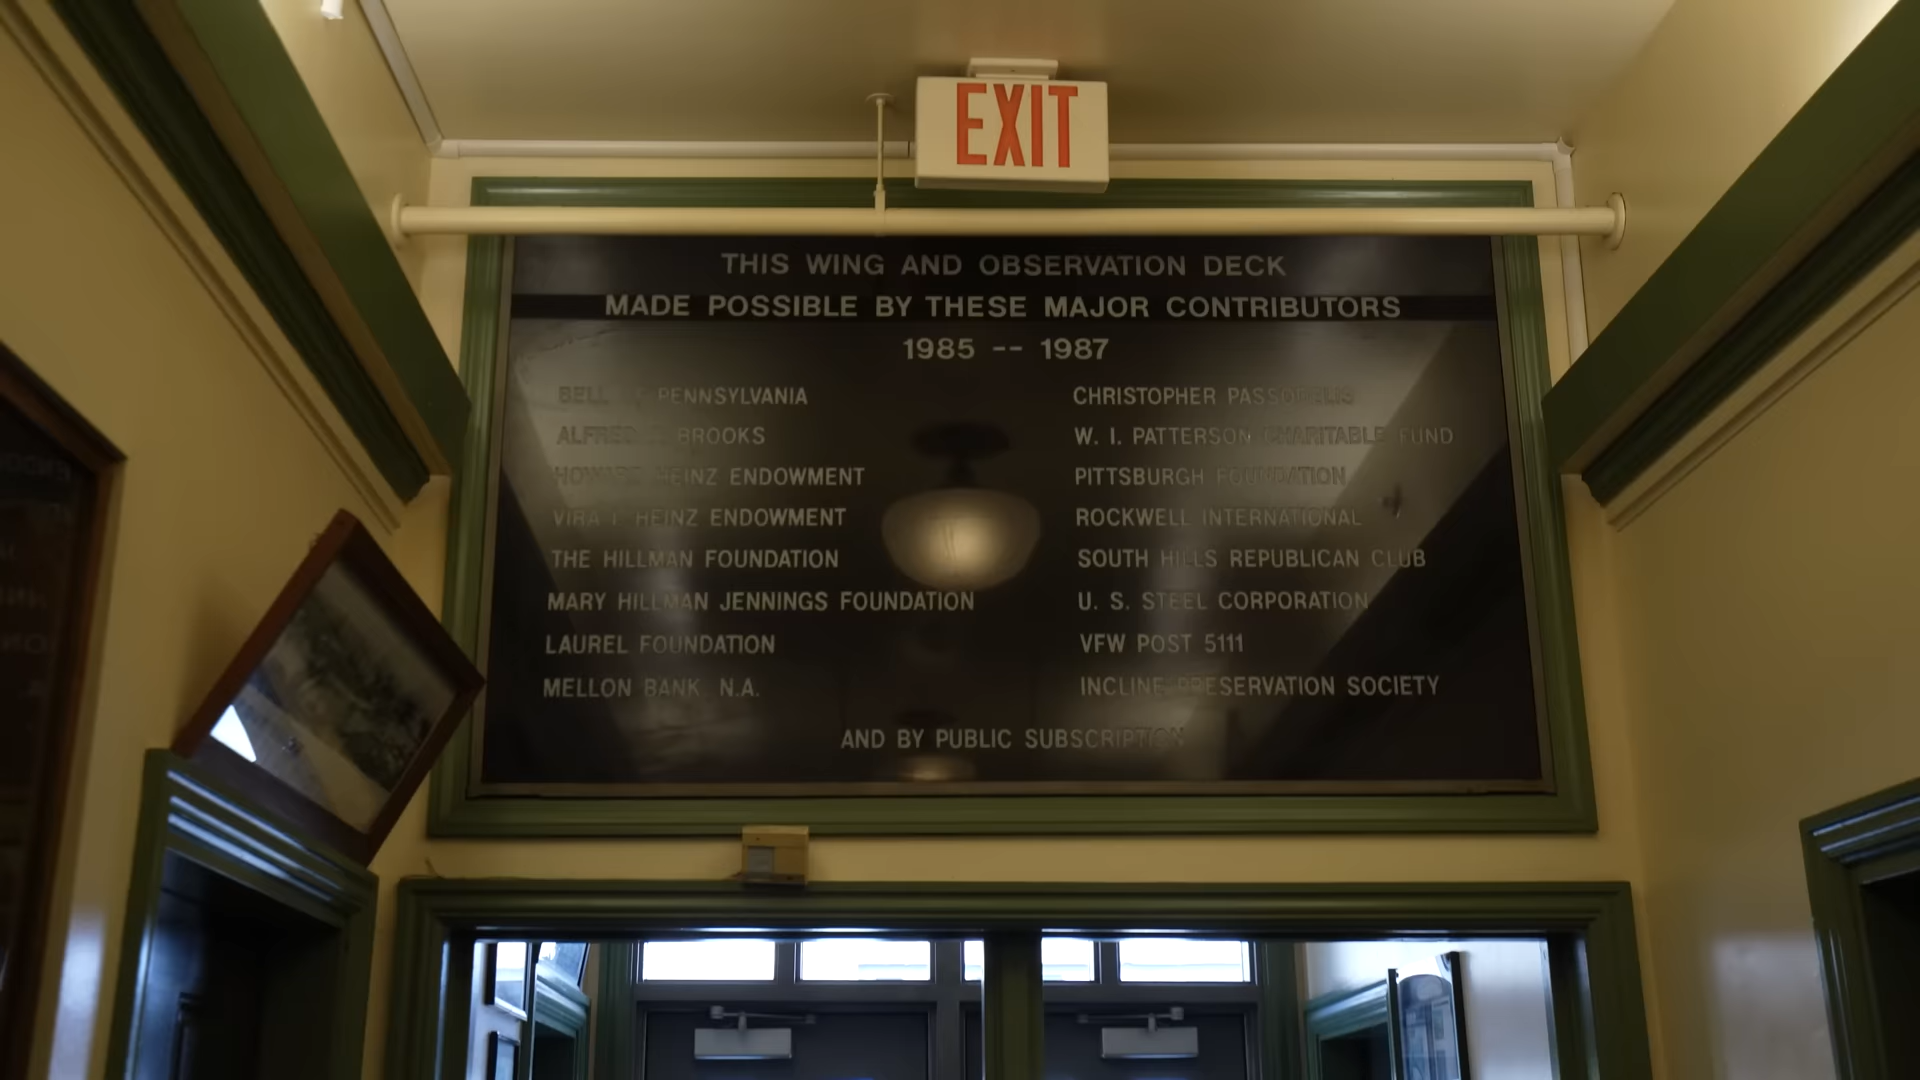 EXIT
THIS WING AND OBSERVATION DECK
MADE POSSIBLE BY THESE MAJOR CONTRIBUTORS
1985 -- 1987
BELL OF PENNSYLVANIA
ALFRED BROOKS
HOWARD HEINZ ENDOWMENT
VIRA I. HEINZ ENDOWMENT
THE HILLMAN FOUNDATION
MARY HILLMAN JENNINGS FOUNDATION
LAUREL FOUNDATION
MELLON BANK N.A.
CHRISTOPHER PASSODELIS
W. I. PATTERSON CHARITABLE FUND
PITTSBURGH FOUNDATION
ROCKWELL INTERNATIONAL
SOUTH HILLS REPUBLICAN CLUB
U. S. STEEL CORPORATION
VFW POST 5111
INCLINE PRESERVATION SOCIETY
AND BY PUBLIC SUBSCRIPTION